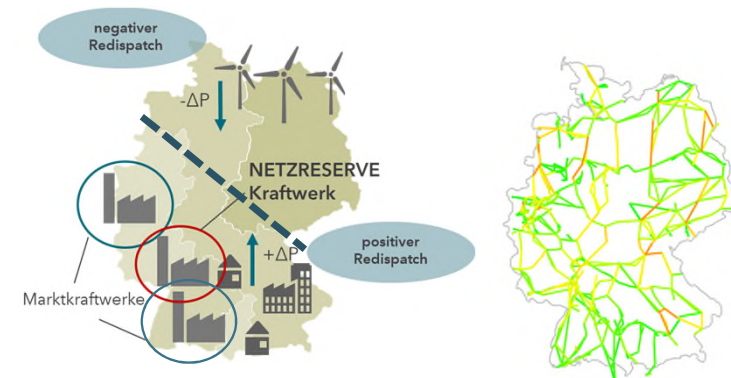 negativer
Redispatch
-ΔP
NETZRESERVE
Kraftwerk
+ΔP
positiver
Redispatch
Marktkraftwerke